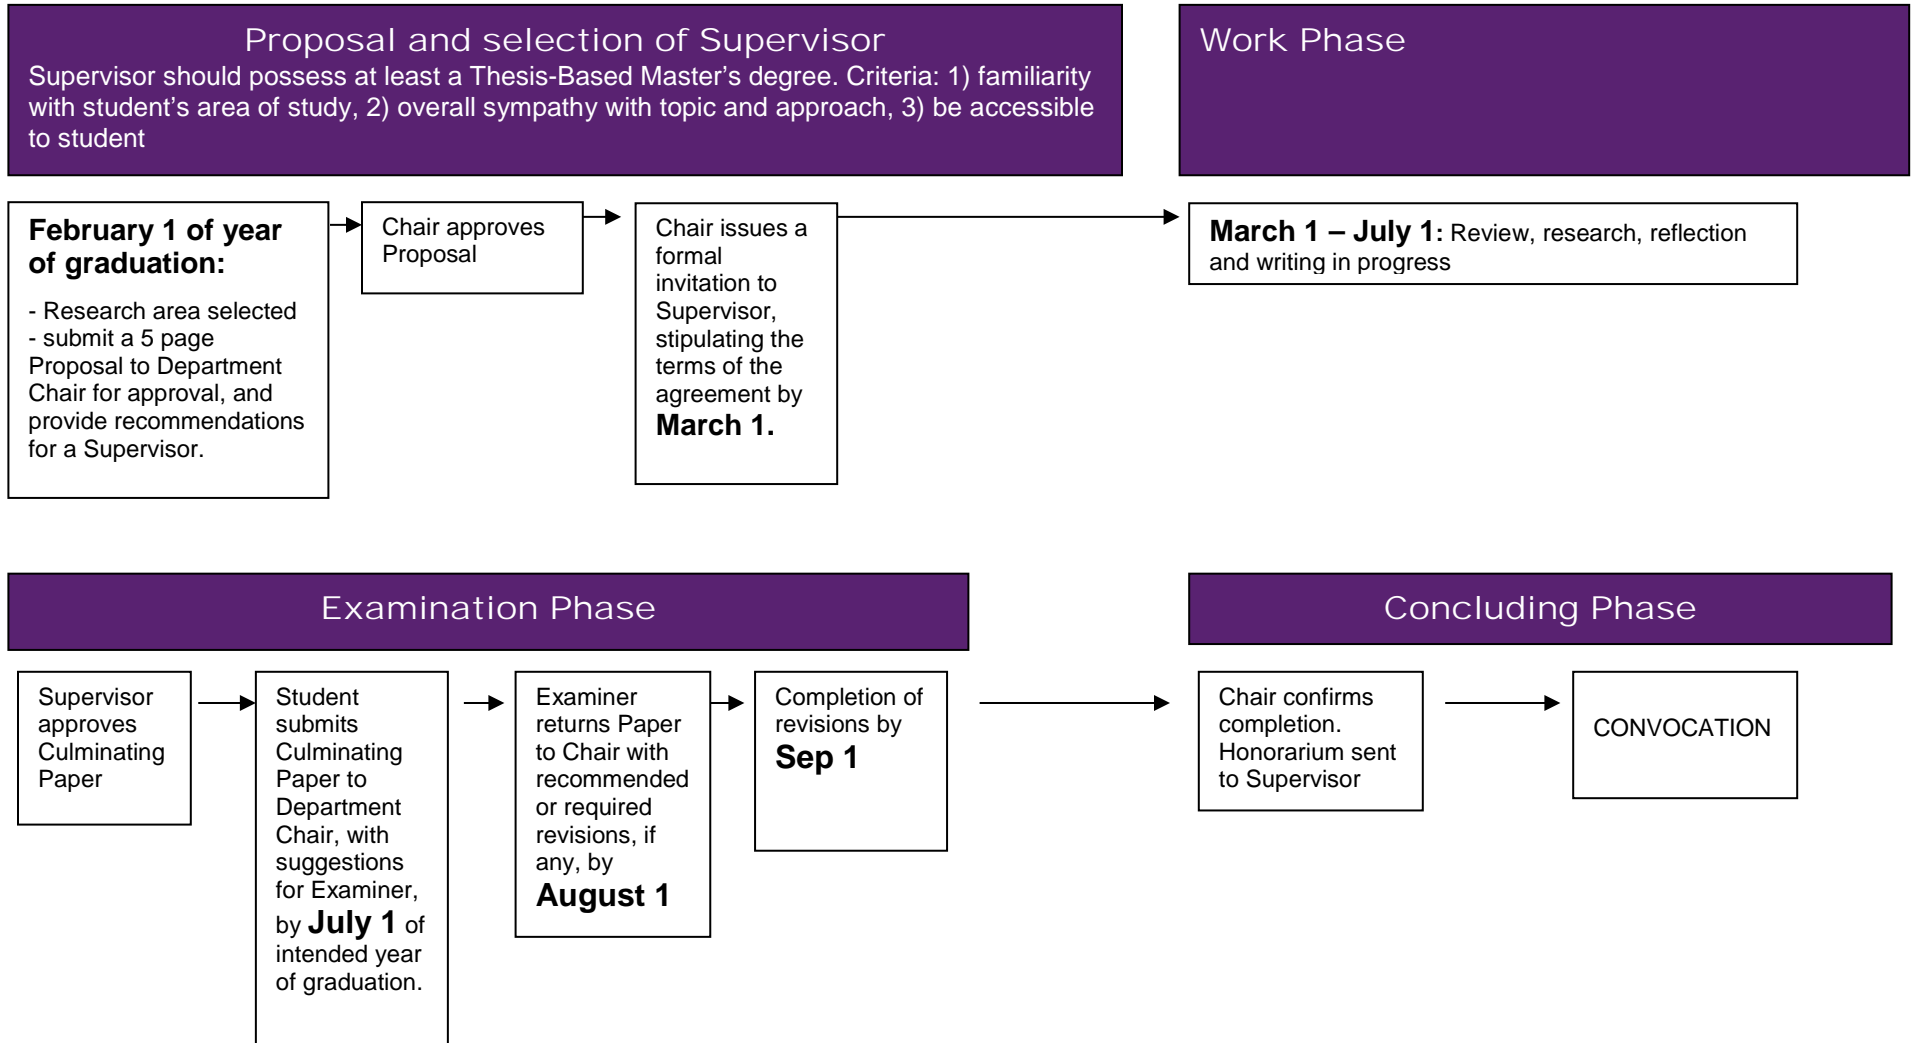 Proposal and selection of Supervisor
Supervisor should possess at least a Thesis-Based Master’s degree. Criteria: 1) familiarity
with student’s area of study, 2) overall sympathy with topic and approach, 3) be accessible
to student
Work Phase
February 1 of year
of graduation:
- Research area selected
- submit a 5 page
Proposal to Department
Chair for approval, and
provide recommendations
for a Supervisor.
Chair approves
Proposal
Chair issues a
formal
invitation to
Supervisor,
stipulating the
terms of the
agreement by
March 1.
March 1 – July 1: Review, research, reflection
and writing in progress
Examination Phase
Concluding Phase
Supervisor
approves
Culminating
Paper
Student
submits
Culminating
Paper to
Department
Chair, with
suggestions
for Examiner,
by July 1 of
intended year
of graduation.
Examiner
returns Paper
to Chair with
recommended
or required
revisions, if
any, by
August 1
Completion of
revisions by
Sep 1
Chair confirms
completion.
Honorarium sent
to Supervisor
CONVOCATION